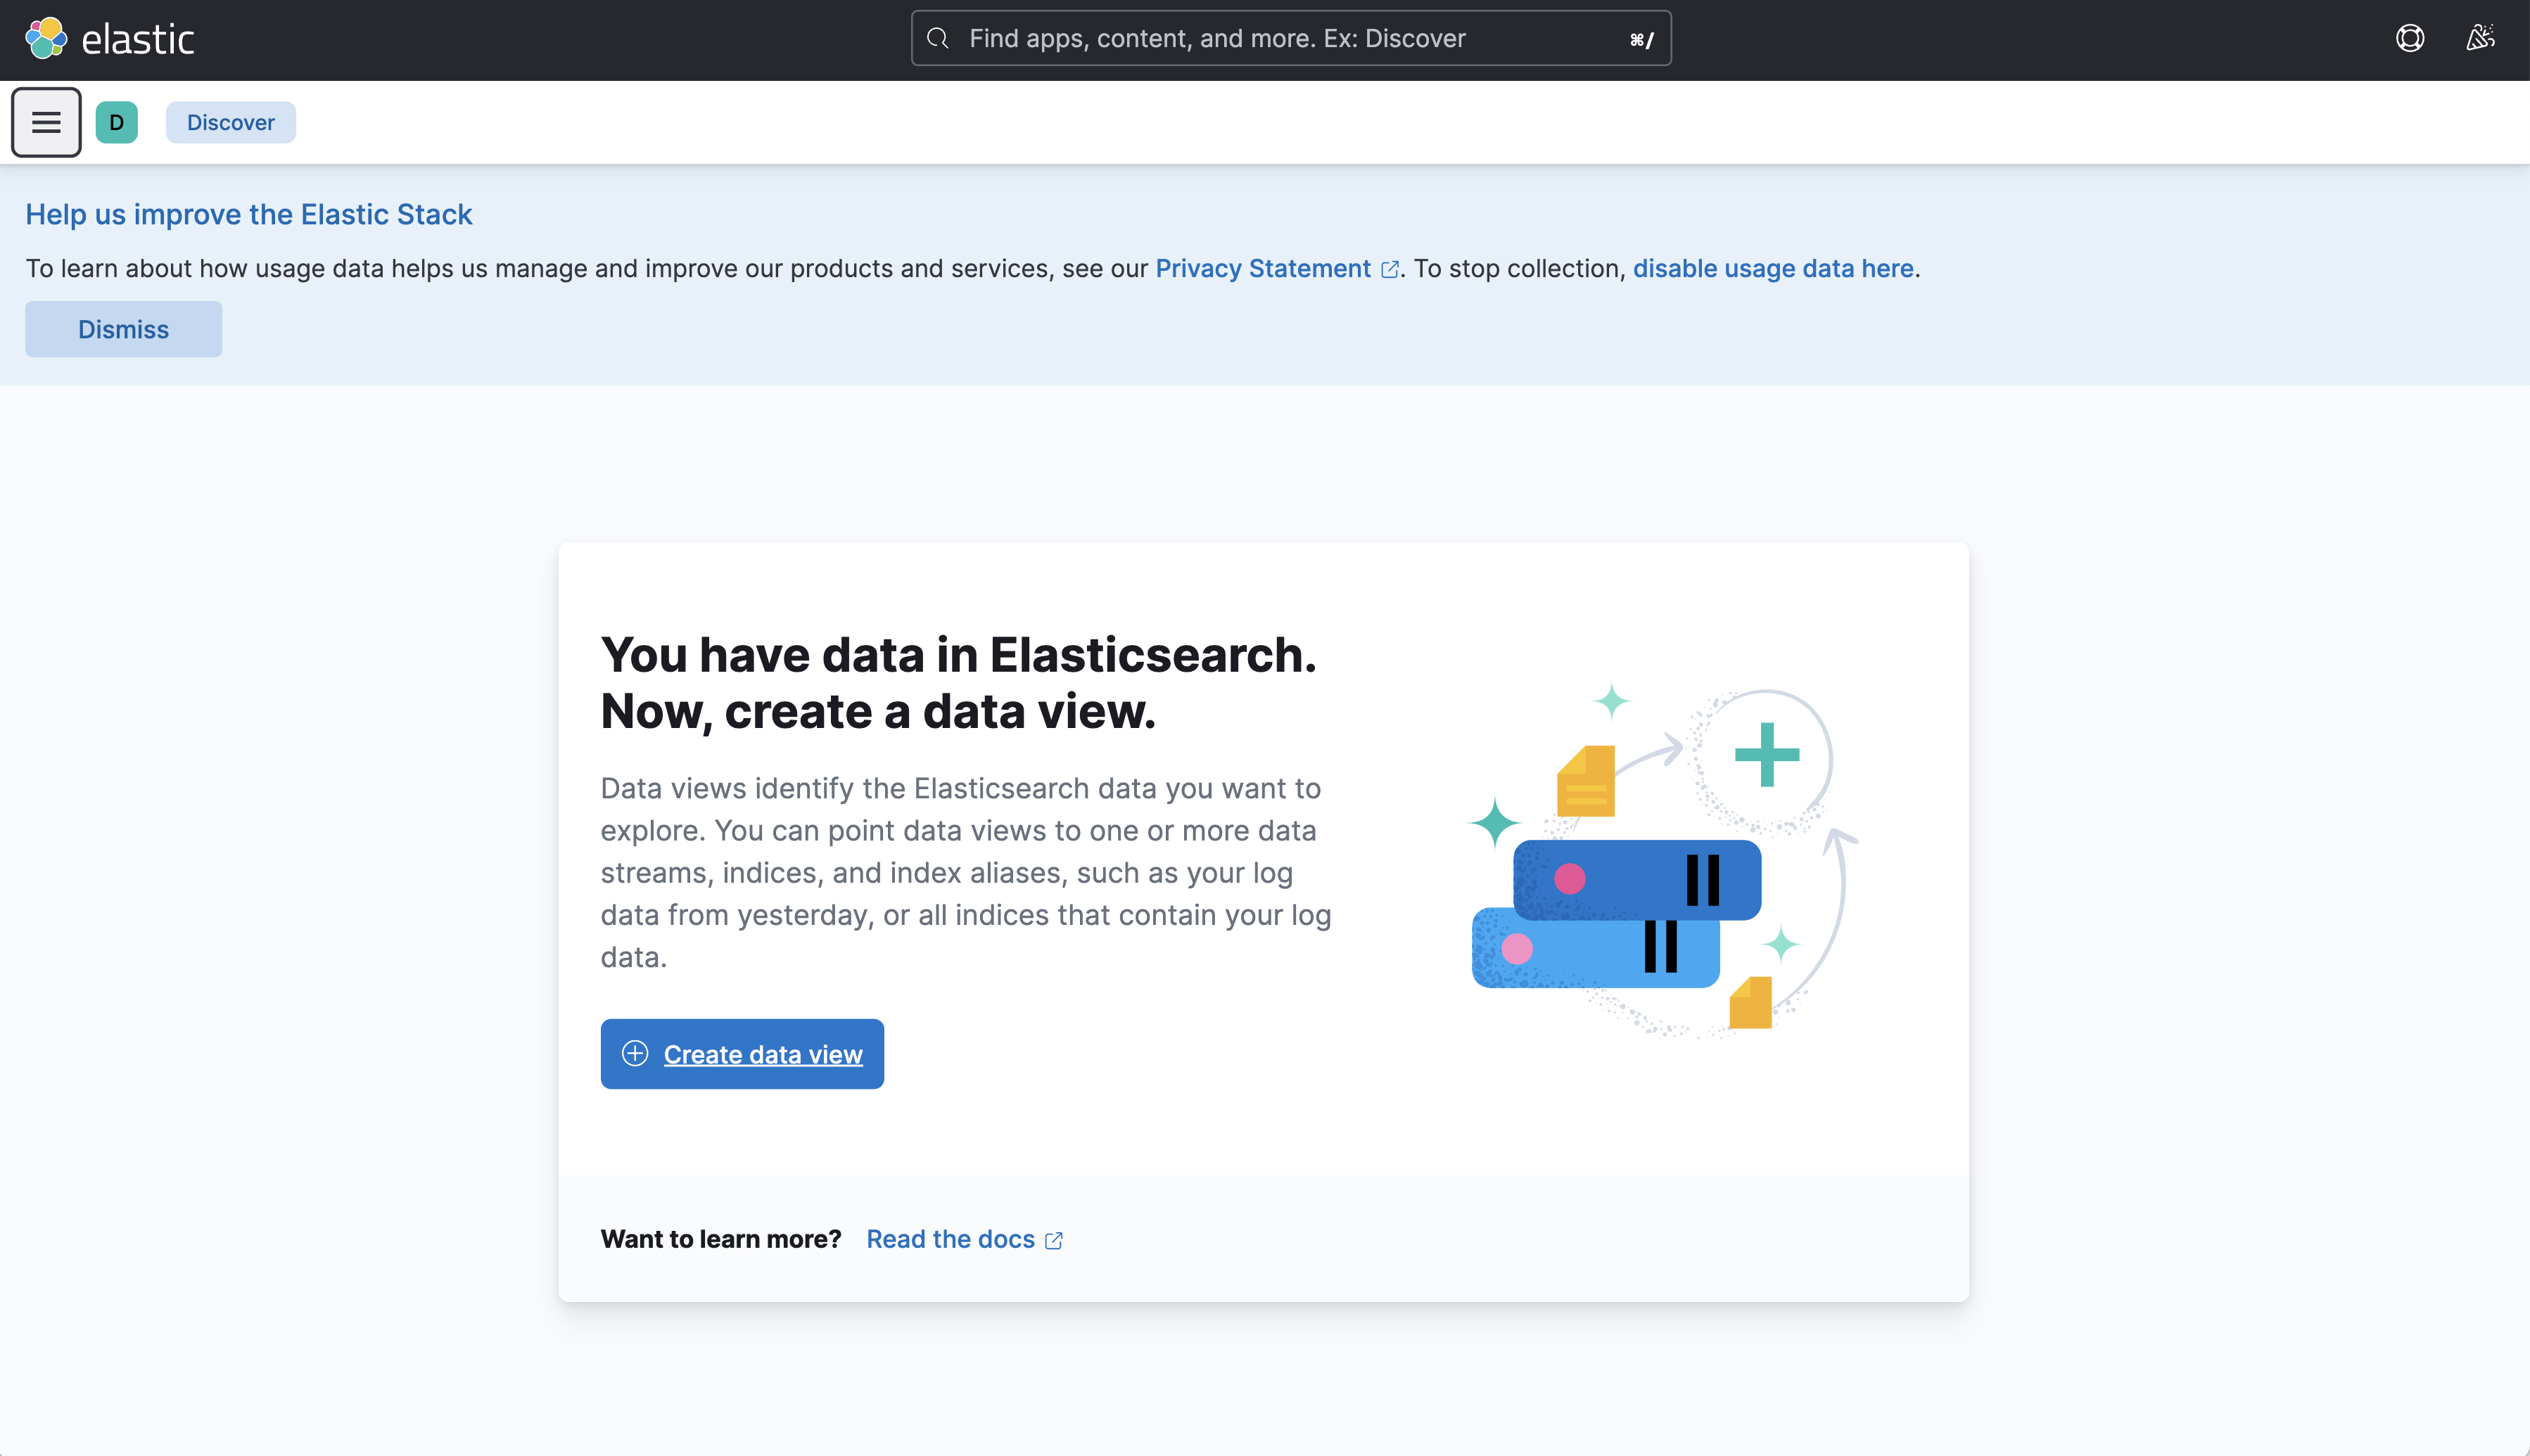 elastic
Find apps, content, and more. Ex: Discover ⌘/
D Discover
Help us improve the Elastic Stack
To learn about how usage data helps us manage and improve our products and services, see our Privacy Statement. To stop collection, disable usage data here.
Dismiss
You have data in Elasticsearch.
Now, create a data view.
Data views identify the Elasticsearch data you want to
explore. You can point data views to one or more data
streams, indices, and index aliases, such as your log
data from yesterday, or all indices that contain your log
data.
Create data view
Want to learn more? Read the docs